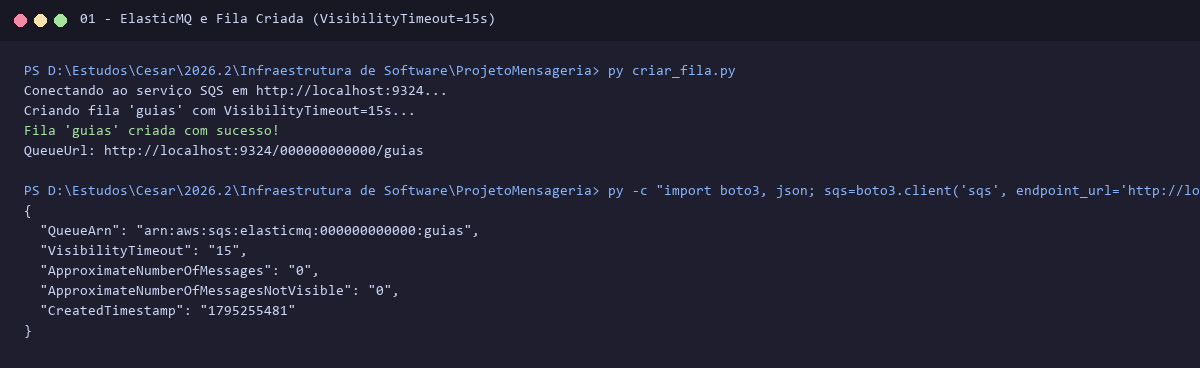 01 - ElasticMQ e Fila Criada (VisibilityTimeout=15s)
PS D:\Estudos\Cesar\2026.2\Infraestrutura de Software\ProjetoMensageria> py criar_fila.py
Conectando ao serviço SQS em http://localhost:9324...
Criando fila 'guias' com VisibilityTimeout=15s...
Fila 'guias' criada com sucesso!
QueueUrl: http://localhost:9324/000000000000/guias
PS D:\Estudos\Cesar\2026.2\Infraestrutura de Software\ProjetoMensageria> py -c "import boto3, json; sqs=boto3.client('sqs', endpoint_url='http://lo
{
  "QueueArn": "arn:aws:sqs:elasticmq:000000000000:guias",
  "VisibilityTimeout": "15",
  "ApproximateNumberOfMessages": "0",
  "ApproximateNumberOfMessagesNotVisible": "0",
  "CreatedTimestamp": "1795255481"
}